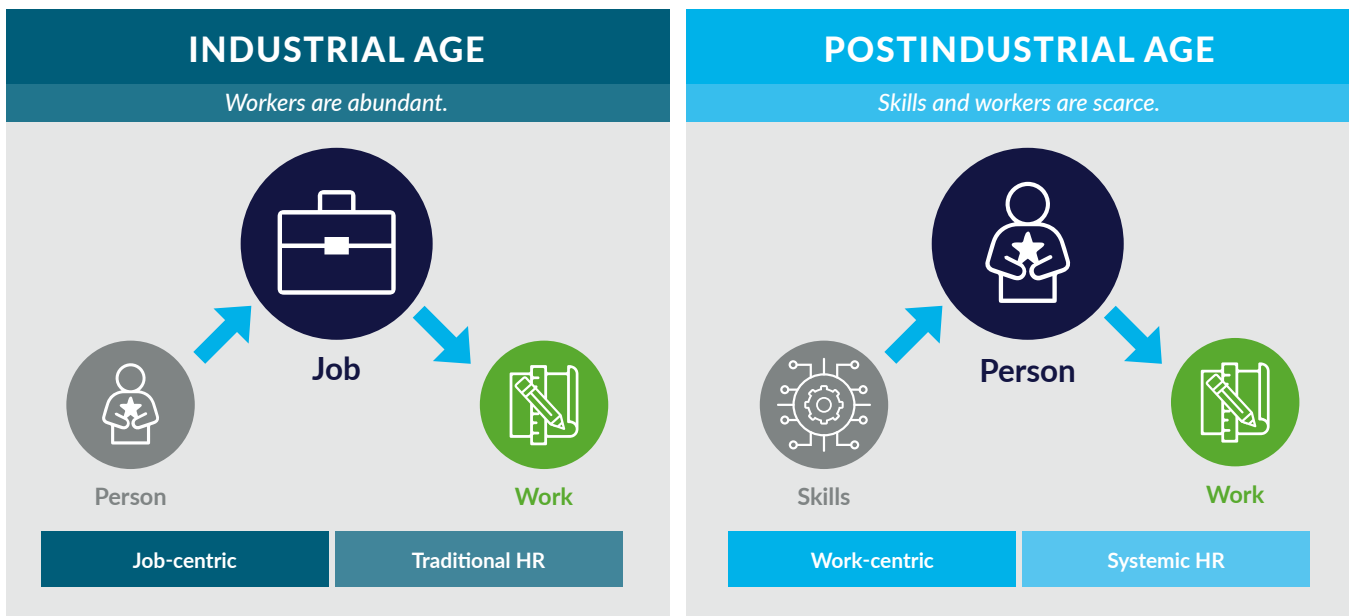 INDUSTRIAL AGE
Workers are abundant.
Job
Person
Work
Job-centric
Traditional HR
POSTINDUSTRIAL AGE
Skills and workers are scarce.
Person
Skills
Work
Work-centric
Systemic HR